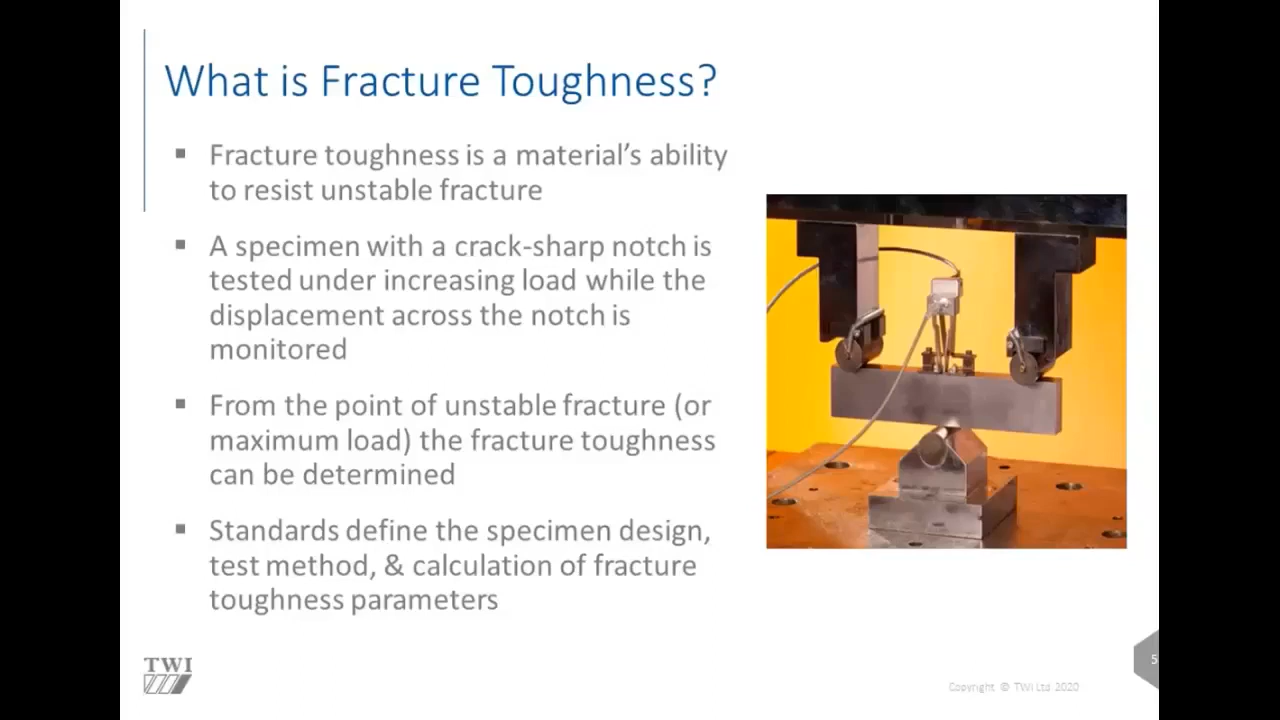 What is Fracture Toughness?
▪ Fracture toughness is a material’s ability
to resist unstable fracture
▪ A specimen with a crack-sharp notch is
tested under increasing load while the
displacement across the notch is
monitored
▪ From the point of unstable fracture (or
maximum load) the fracture toughness
can be determined
▪ Standards define the specimen design,
test method, & calculation of fracture
toughness parameters
TWI
Copyright © TWI Ltd 2020
5